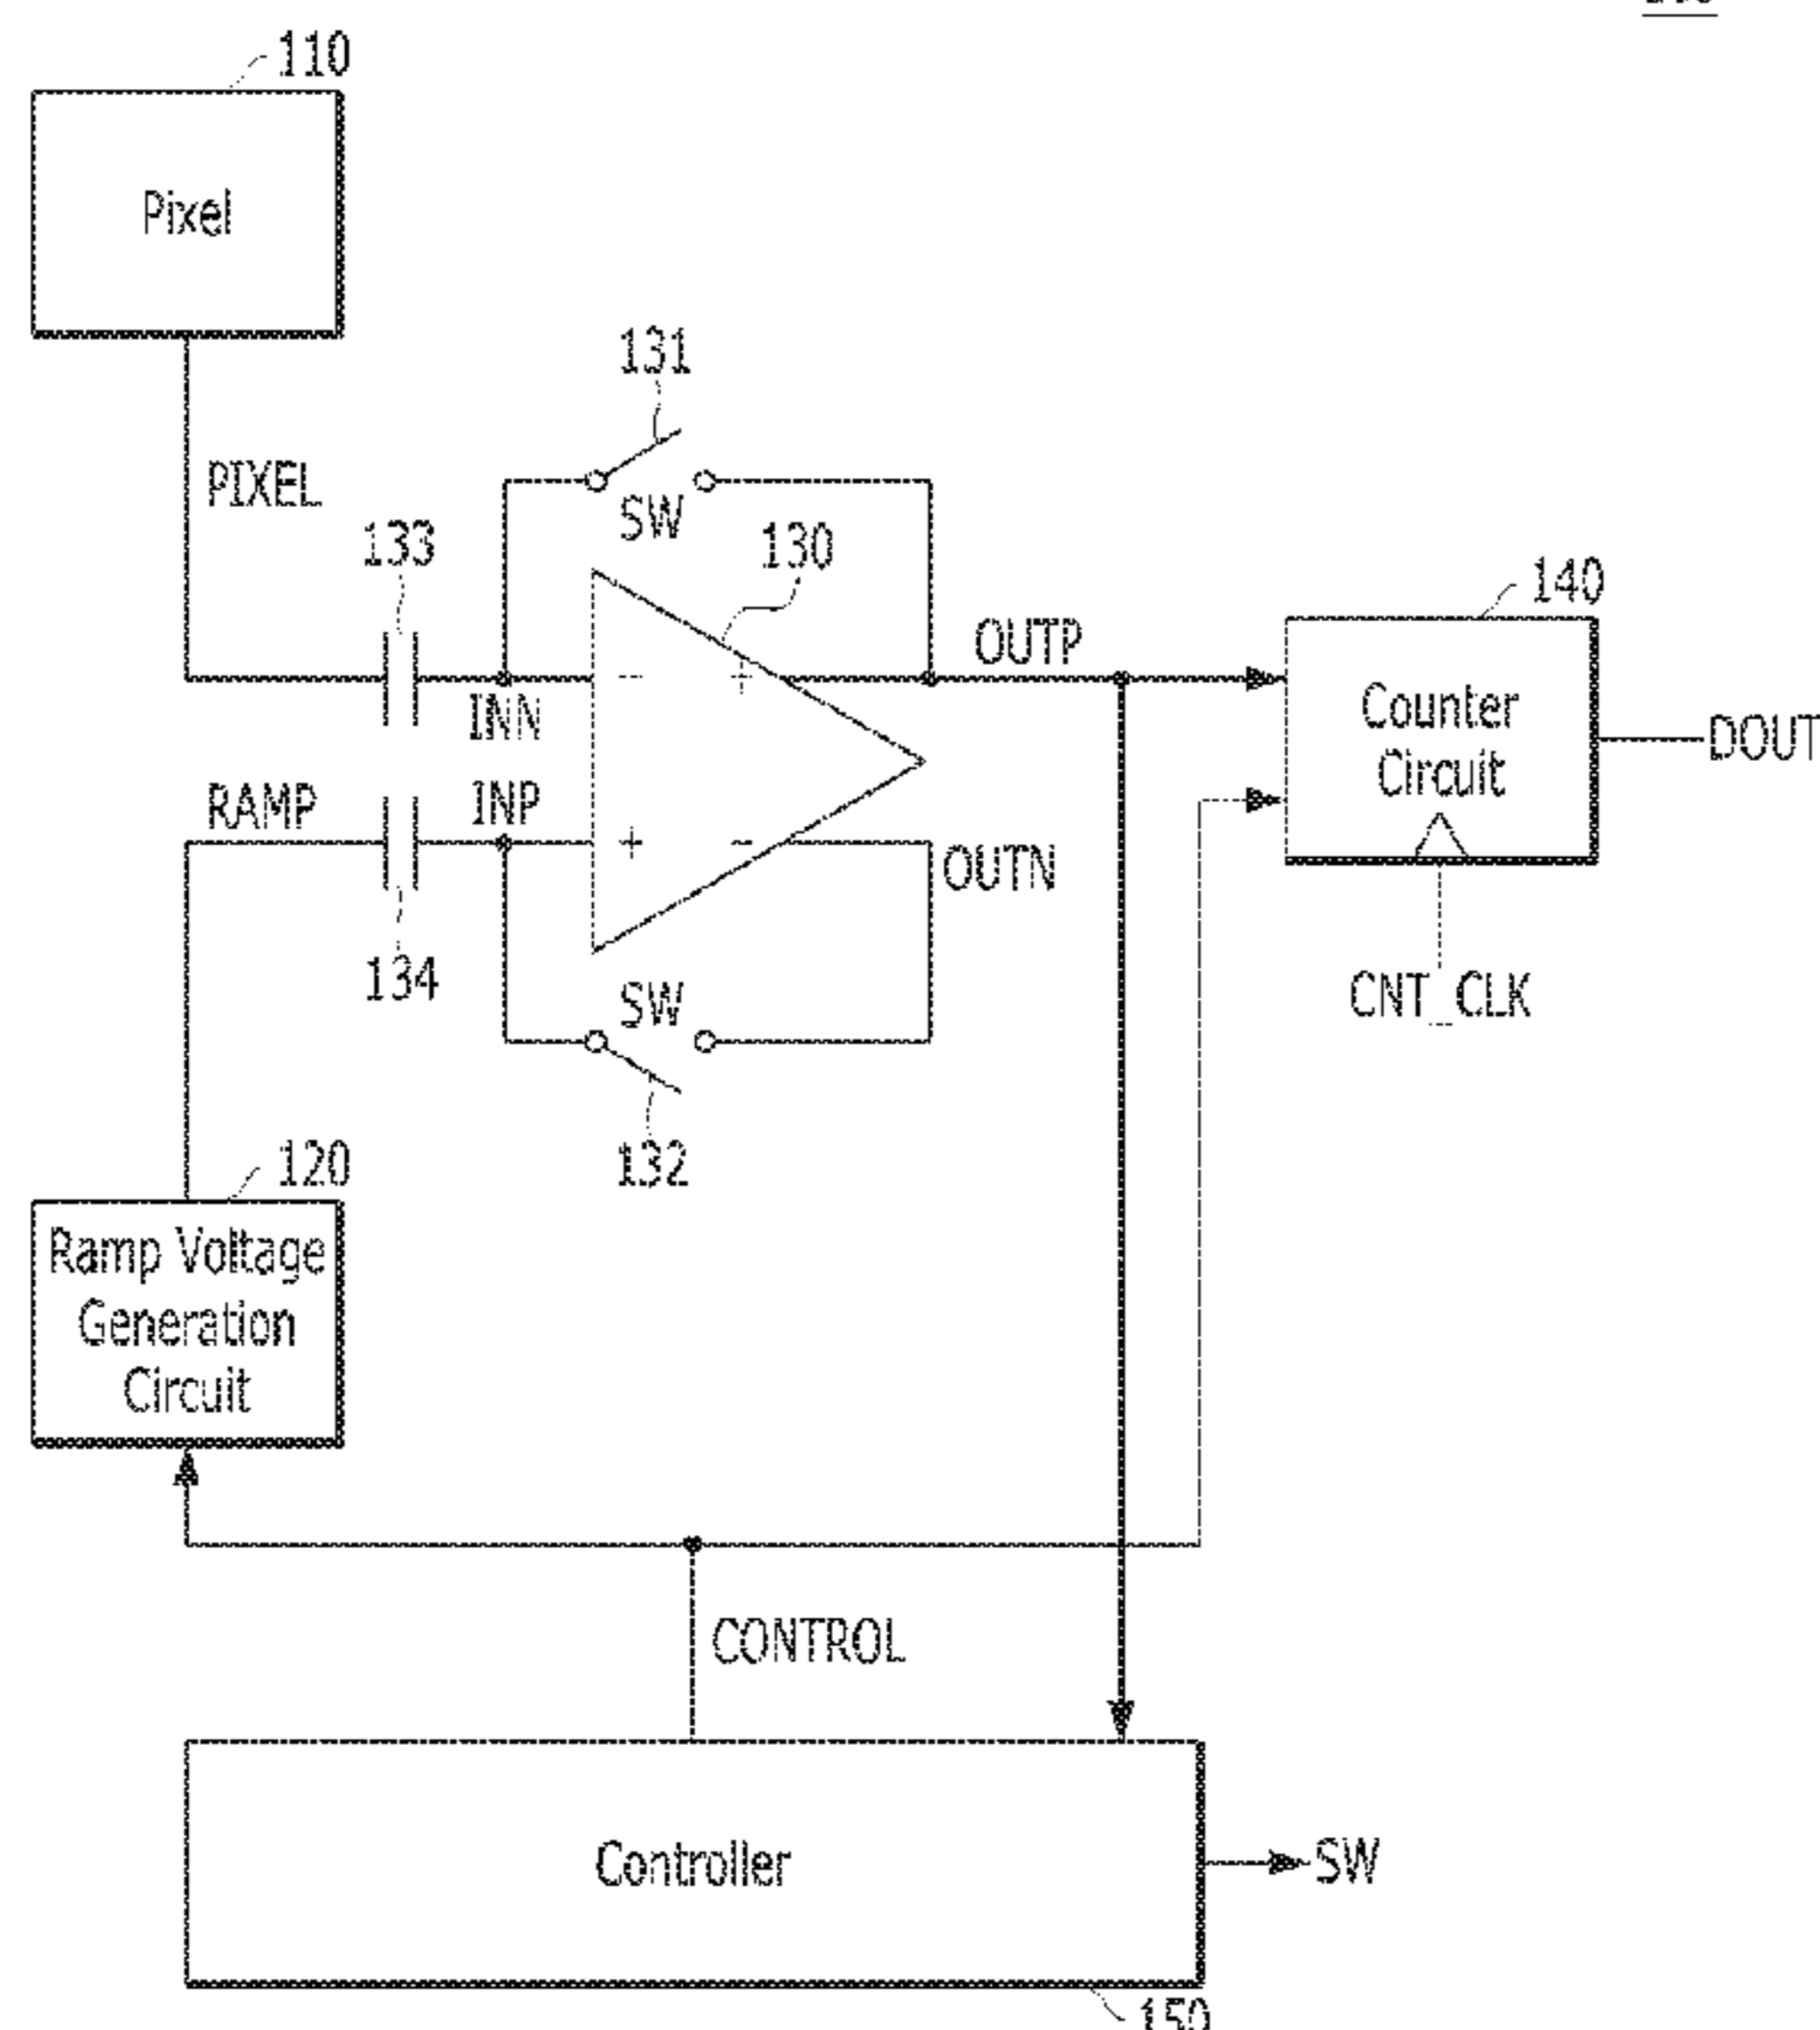 110
Pixel
131
PIXEL
SW
133
130
140
OUTP
Counter
Circuit
INN
DOUT
RAMP
INP
OUTN
134
SW
CNT_CLK
132
120
Ramp Voltage
Generation
Circuit
CONTROL
Controller
SW
150